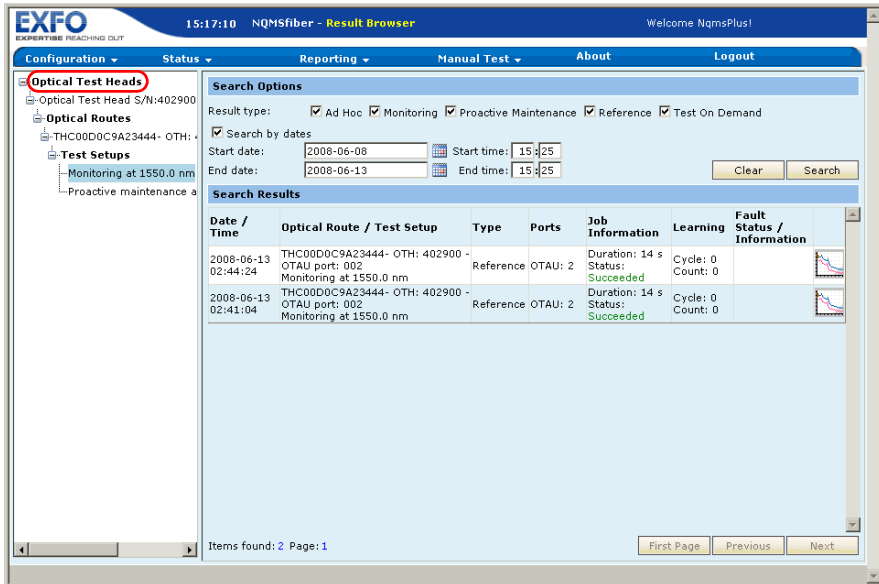 EXFO
EXPERTISE REACHING OUT
15:17:10 NQMSfiber - Result Browser
Welcome NqmsPlus!
Configuration Status Reporting Manual Test About Logout
Optical Test Heads
Optical Test Head S/N:402900
Optical Routes
THC00D0C9A23444- OTH:
Test Setups
Monitoring at 1550.0 nm
Proactive maintenance a
Search Options
Result type: Ad Hoc Monitoring Proactive Maintenance Reference Test On Demand
Search by dates
Start date: 2008-06-08 Start time: 15:25
End date: 2008-06-13 End time: 15:25
Clear Search
Search Results
Date / Time Optical Route / Test Setup Type Ports Job Information Learning Fault Status / Information
2008-06-13 02:44:24 THC00D0C9A23444- OTH: 402900 - OTAU port: 002 Monitoring at 1550.0 nm Reference OTAU: 2 Duration: 14 s Status: Succeeded Cycle: 0 Count: 0
2008-06-13 02:41:04 THC00D0C9A23444- OTH: 402900 - OTAU port: 002 Monitoring at 1550.0 nm Reference OTAU: 2 Duration: 14 s Status: Succeeded Cycle: 0 Count: 0
Items found: 2 Page: 1
First Page Previous Next